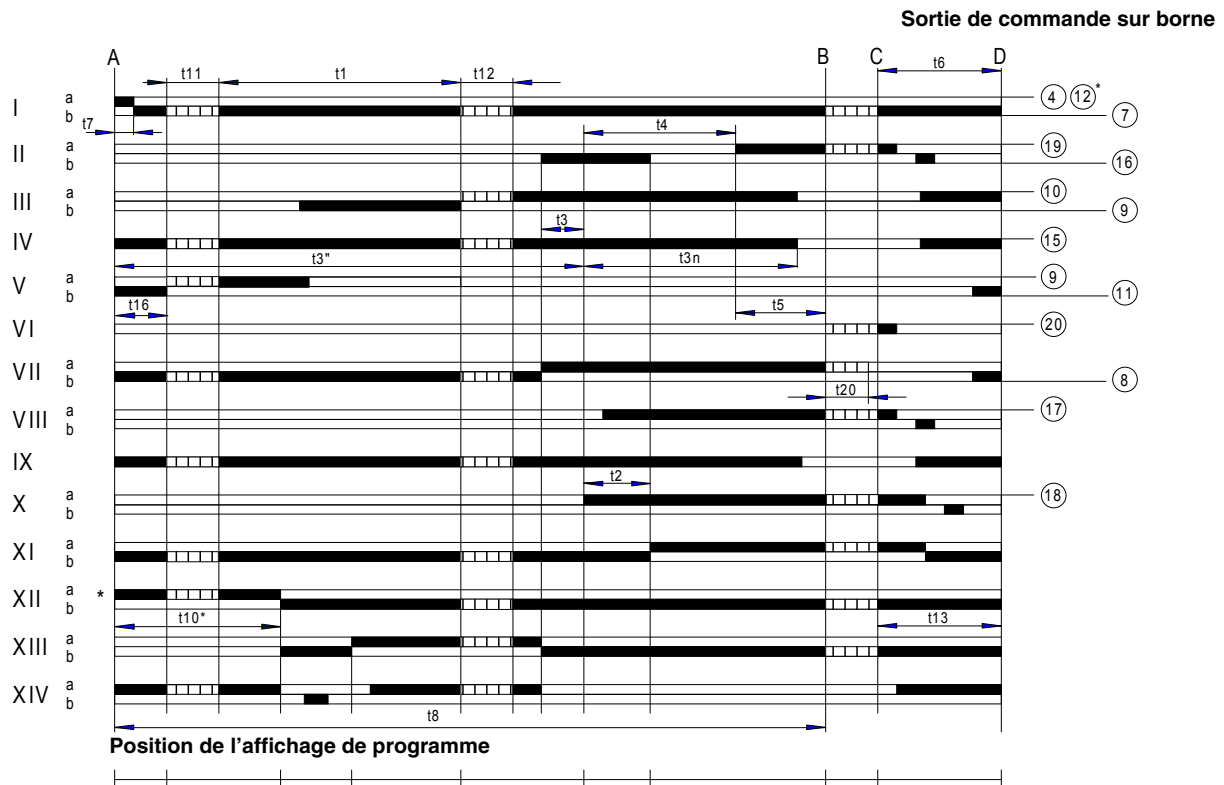 Sortie de commande sur borne
A B C D
t11 t1 t12 t6
I a b 4 12 * 7
t7 t4
II a b 19 16
III a b 10 9
t3
IV 15
t3" t3n
V a b 9 11
t16 t5
VI 20
VII a b 8
t20
VIII a b 17
IX
t2
X a b 18
XI a b
XII a b *
t10* t13
XIII a b
XIV a b
t8
Position de l’affichage de programme